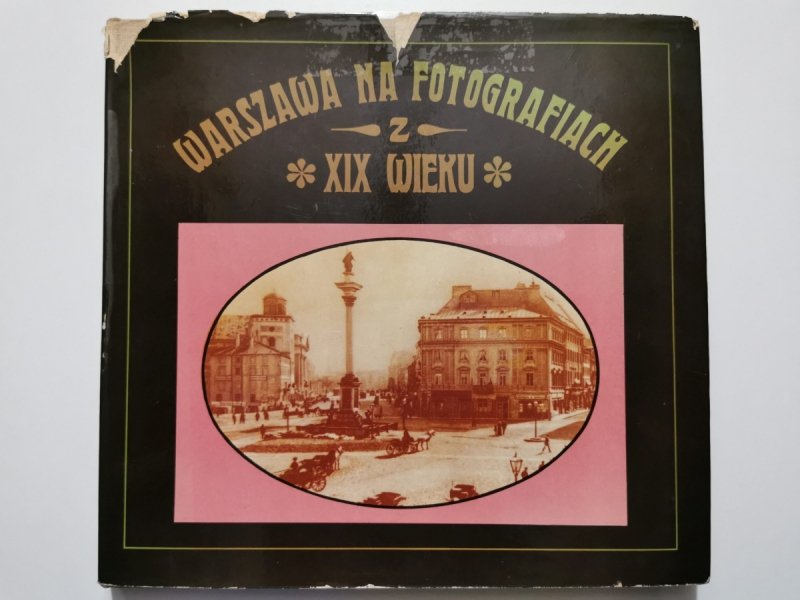 WARSZAWA NA FOTOGRAFIACH
Z
XIX WIEKU